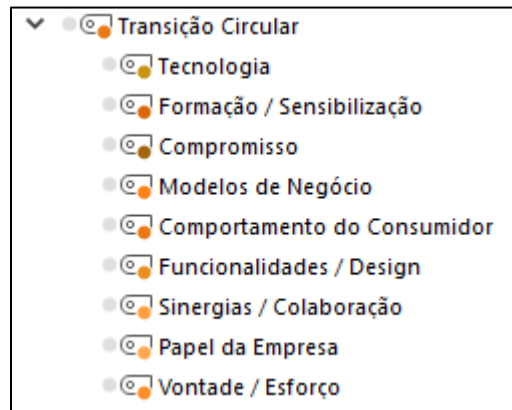 Transição Circular
Tecnologia
Formação / Sensibilização
Compromisso
Modelos de Negócio
Comportamento do Consumidor
Funcionalidades / Design
Sinergias / Colaboração
Papel da Empresa
Vontade / Esforço